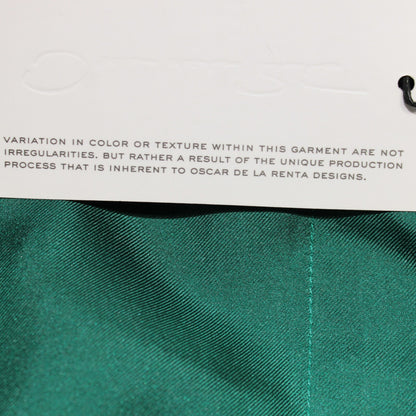 VARIATION IN COLOR OR TEXTURE WITHIN THIS GARMENT ARE NOT
IRREGULARITIES. BUT RATHER A RESULT OF THE UNIQUE PRODUCTION
PROCESS THAT IS INHERENT TO OSCAR DE LA RENTA DESIGNS.